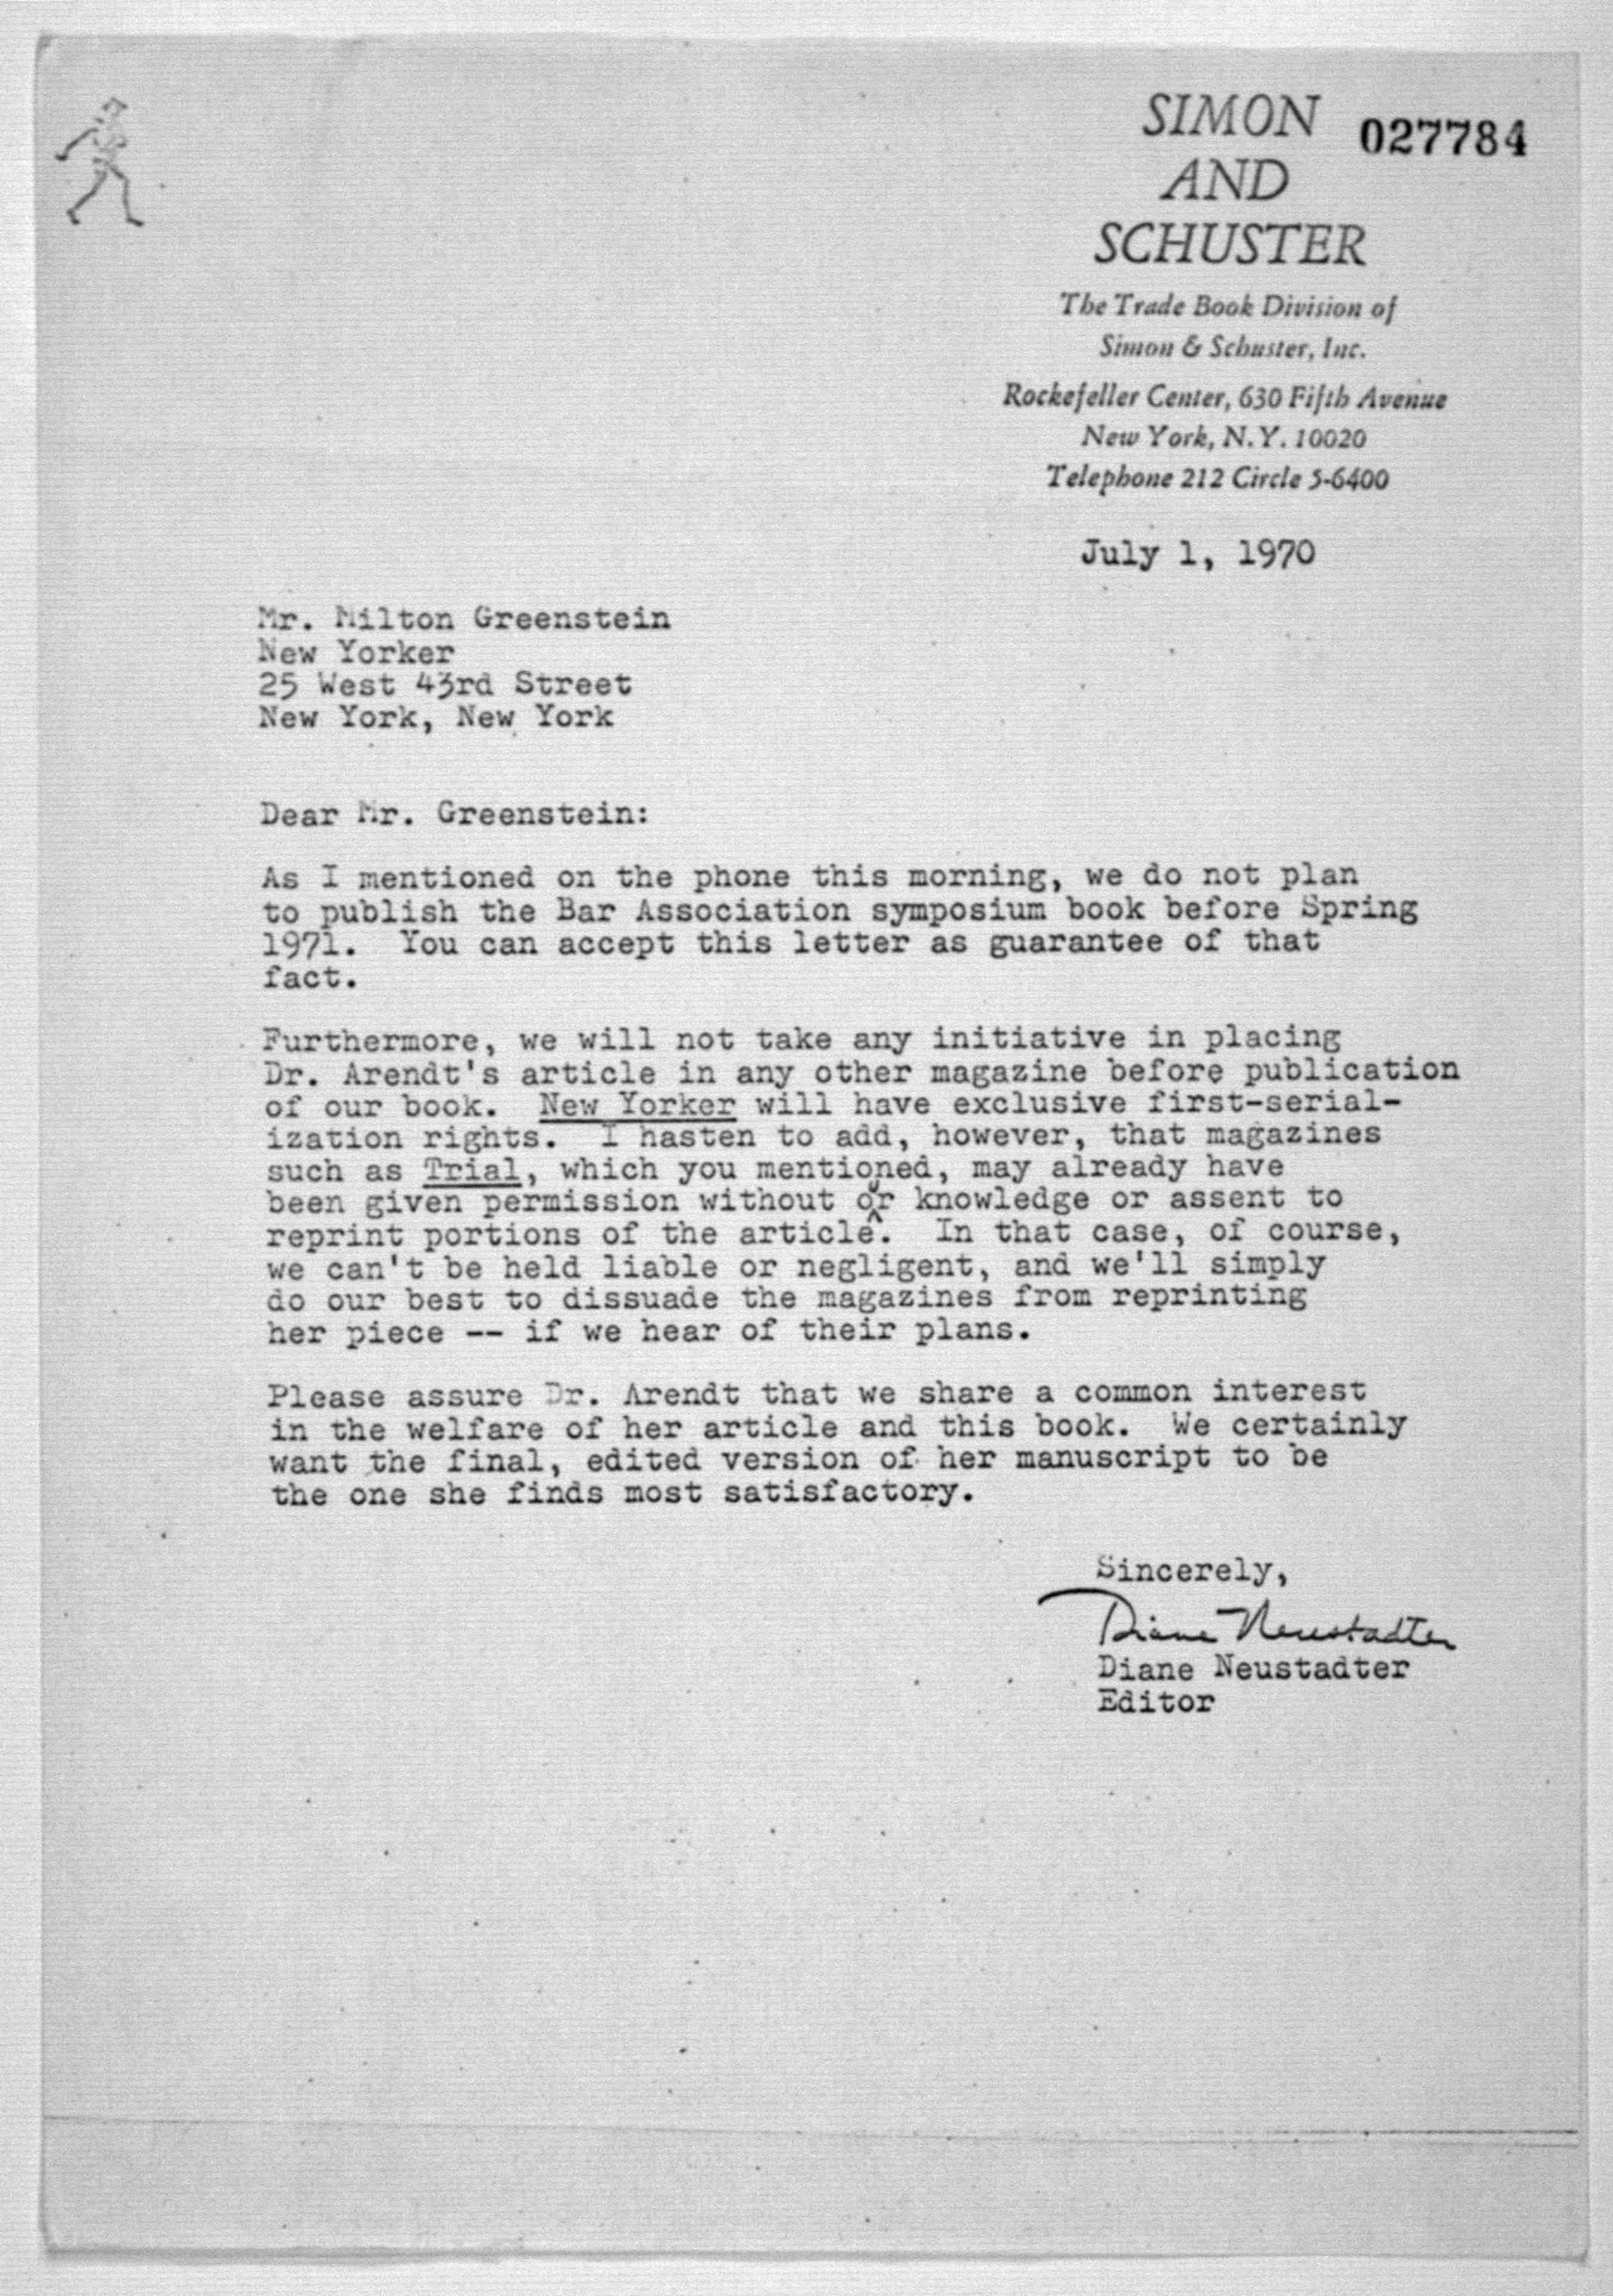 SIMON
027784
AND
SCHUSTER
The Trade Book Division of
Simon & Schuster, Inc.
Rockefeller Center, 630 Fifth Avenue
New York, N.Y. 10020
Telephone 212 Circle 5-6400
July 1, 1970
Mr. Milton Greenstein
New Yorker
25 West 43rd Street
New York, New York
Dear Mr. Greenstein:
As I mentioned on the phone this morning, we do not plan
to publish the Bar Association symposium book before Spring
1971. You can accept this letter as guarantee of that
fact.
Furthermore, we will not take any initiative in placing
Dr. Arendt's article in any other magazine before publication
of our book. New Yorker will have exclusive first-serial-
ization rights. I hasten to add, however, that magazines
such as Trial, which you mentioned, may already have
been given permission without our knowledge or assent to
reprint portions of the article. In that case, of course,
we can't be held liable or negligent, and we'll simply
do our best to dissuade the magazines from reprinting
her piece -- if we hear of their plans.
Please assure Dr. Arendt that we share a common interest
in the welfare of her article and this book. We certainly
want the final, edited version of her manuscript to be
the one she finds most satisfactory.
Sincerely,
Diane Neustadter
Diane Neustadter
Editor